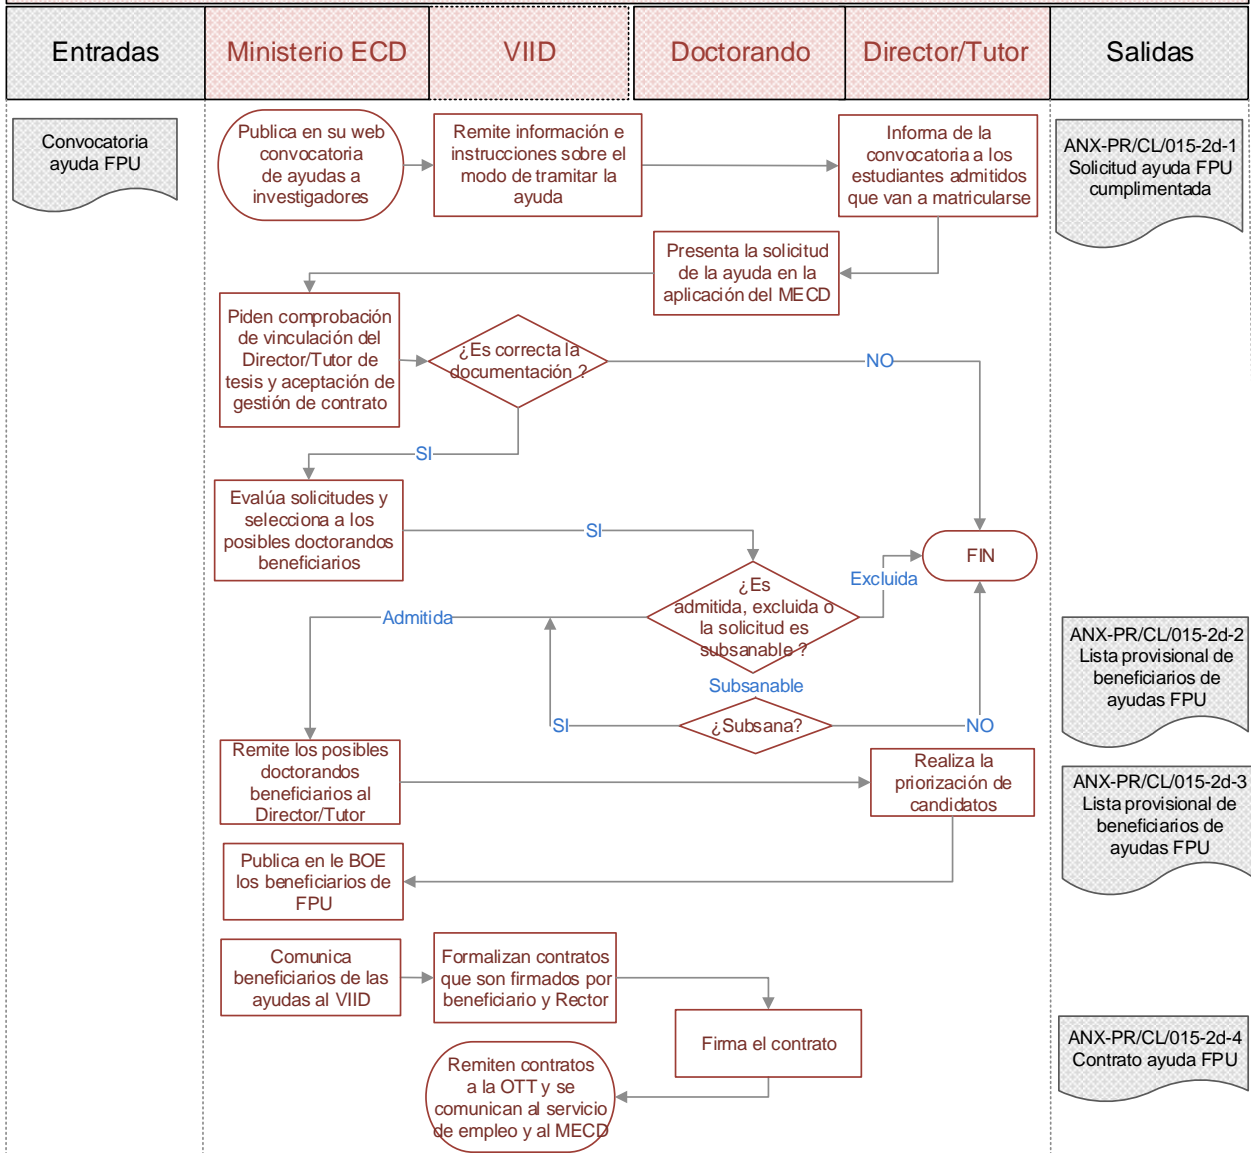 Entradas
Ministerio ECD
VIID
Doctorando
Director/Tutor
Salidas
Convocatoria
ayuda FPU
Publica en su web
convocatoria
de ayudas a
investigadores
Remite información e
instrucciones sobre el
modo de tramitar la
ayuda
Informa de la
convocatoria a los
estudiantes admitidos
que van a matricularse
ANX-PR/CL/015-2d-1
Solicitud ayuda FPU
cumplimentada
Presenta la solicitud
de la ayuda en la
aplicación del MECD
Piden comprobación
de vinculación del
Director/Tutor de
tesis y aceptación de
gestión de contrato
¿Es correcta la
documentación ?
NO
SI
Evalúa solicitudes y
selecciona a los
posibles doctorandos
beneficiarios
SI
FIN
¿Es
admitida, excluida o
la solicitud es
subsanable ?
Excluida
Admitida
Subsanable
¿Subsana?
SI
NO
ANX-PR/CL/015-2d-2
Lista provisional de
beneficiarios de
ayudas FPU
Remite los posibles
doctorandos
beneficiarios al
Director/Tutor
Realiza la
priorización de
candidatos
ANX-PR/CL/015-2d-3
Lista provisional de
beneficiarios de
ayudas FPU
Publica en le BOE
los beneficiarios de
FPU
Comunica
beneficiarios de las
ayudas al VIID
Formalizan contratos
que son firmados por
beneficiario y Rector
Firma el contrato
ANX-PR/CL/015-2d-4
Contrato ayuda FPU
Remiten contratos
a la OTT y se
comunican al servicio
de empleo y al MECD